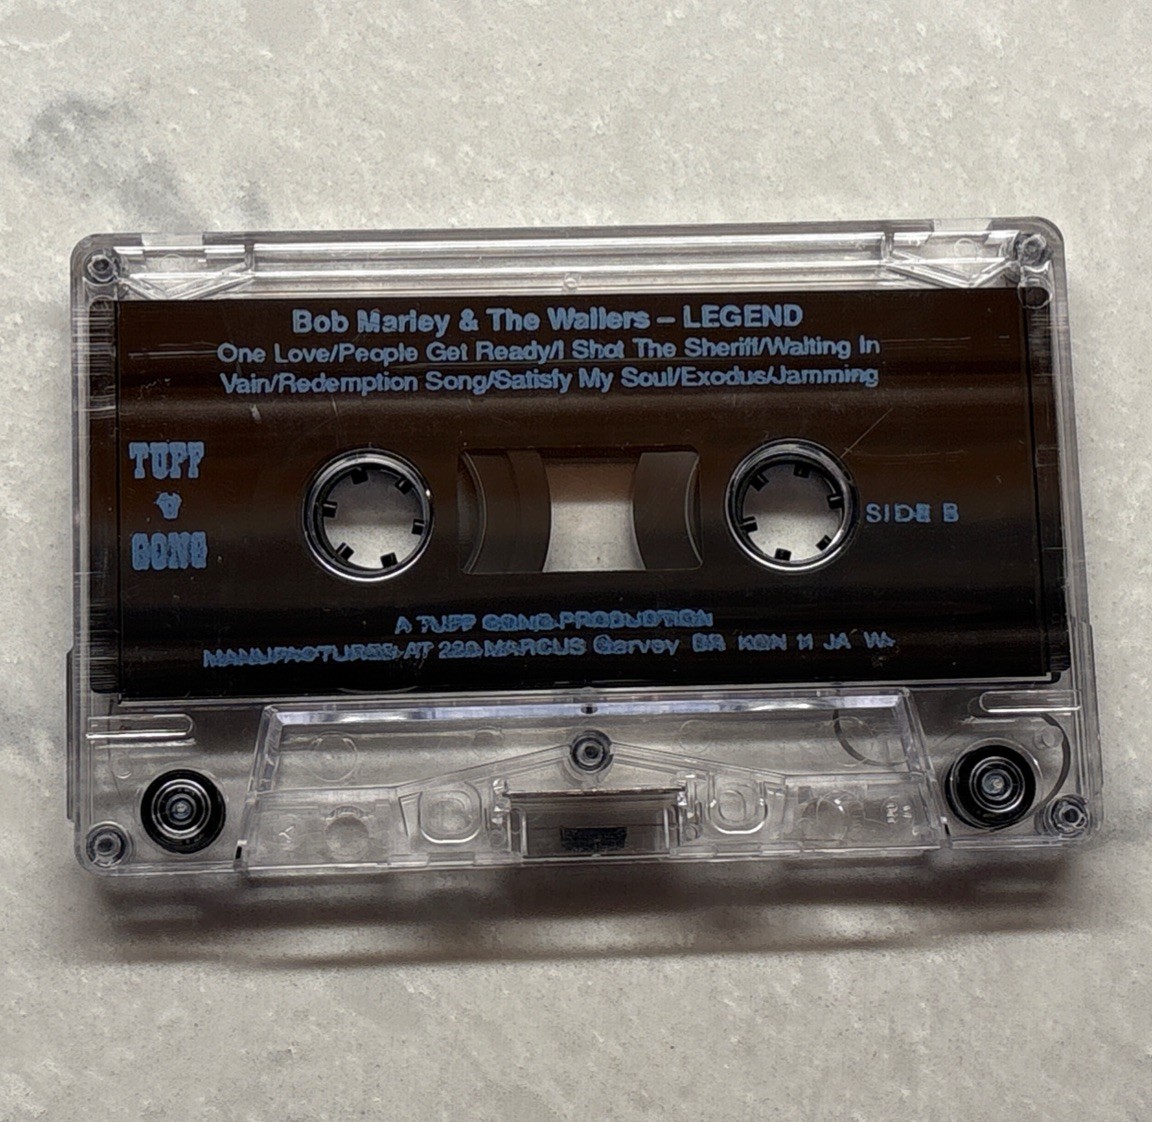 Bob Marley & The Wailers – LEGEND
One Love/People Get Ready/I Shot The Sheriff/Waiting In
Vain/Redemption Song/Satisfy My Soul/Exodus/Jamming
TUFF
GONG
SIDE B
A TUFF GONG PRODUCTION
MANUFACTURED AT 220 MARCUS Garvey DR KGN 11 JA W